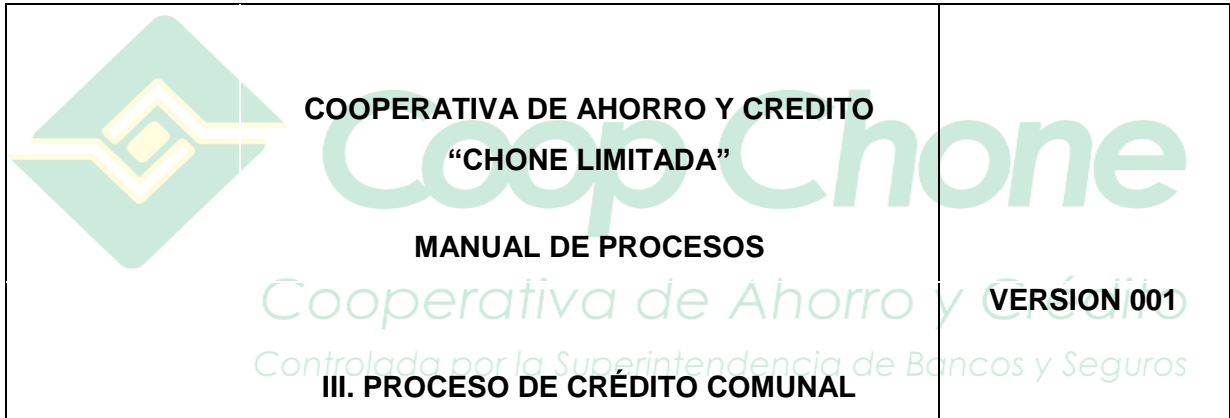 COOPERATIVA DE AHORRO Y CREDITO
“CHONE LIMITADA”
Coop Chone
MANUAL DE PROCESOS
Cooperativa de Ahorro y Crédito
VERSION 001
Controlada por la Superintendencia de Bancos y Seguros
III. PROCESO DE CRÉDITO COMUNAL